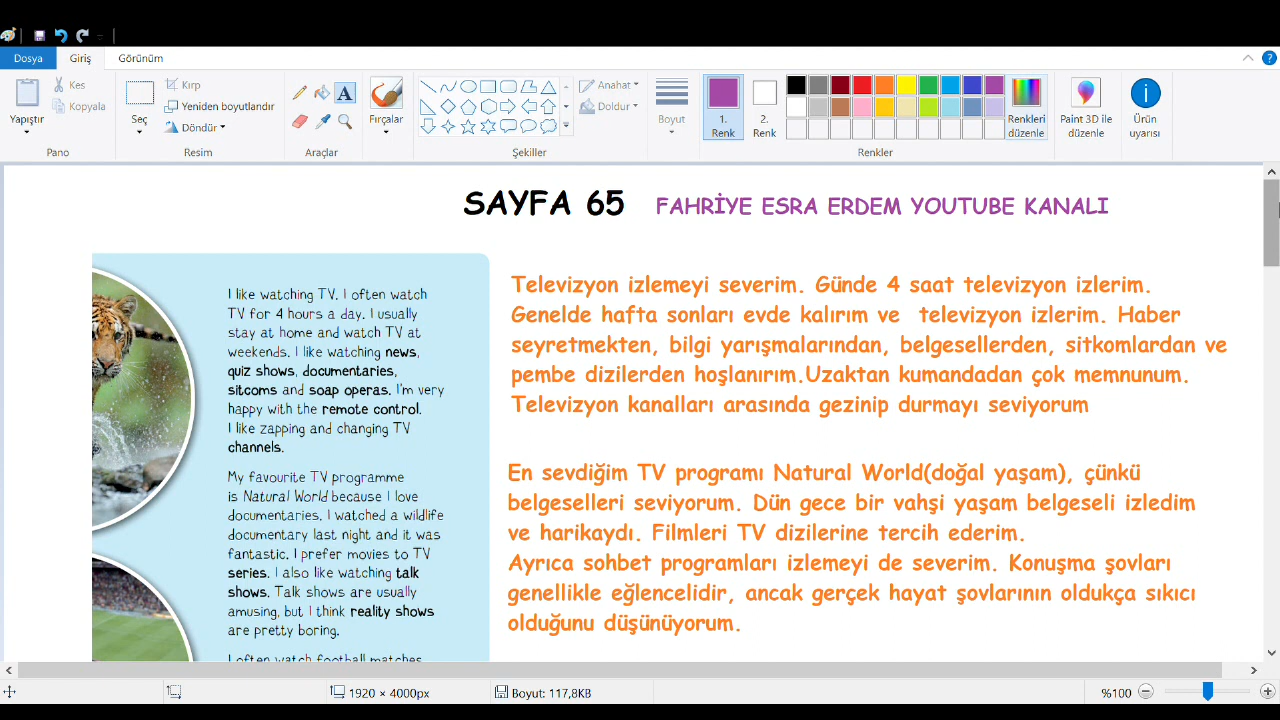 Dosya
Giriş
Görünüm
Yapıştır
Kes
Kopyala
Pano
Seç
Kırp
Yeniden boyutlandır
Döndür
Resim
A
Araçlar
Fırçalar
Şekiller
Anahat
Doldur
Boyut
1.
Renk
2.
Renk
Renkleri
düzenle
Renkler
Paint 3D ile
düzenle
Ürün
uyarısı
SAYFA 65 FAHRİYE ESRA ERDEM YOUTUBE KANALI
I like watching TV. I often watch
TV for 4 hours a day. I usually
stay at home and watch TV at
weekends. I like watching news,
quiz shows, documentaries,
sitcoms and soap operas. I'm very
happy with the remote control.
I like zapping and changing TV
channels.
My favourite TV programme
is Natural World because I love
documentaries. I watched a wildlife
documentary last night and it was
fantastic. I prefer movies to TV
series. I also like watching talk
shows. Talk shows are usually
amusing, but I think reality shows
are pretty boring.
I often watch football matches
Televizyon izlemeyi severim. Günde 4 saat televizyon izlerim.
Genelde hafta sonları evde kalırım ve televizyon izlerim. Haber
seyretmekten, bilgi yarışmalarından, belgesellerden, sitkomlardan ve
pembe dizilerden hoşlanırım.Uzaktan kumandadan çok memnunum.
Televizyon kanalları arasında gezinip durmayı seviyorum
En sevdiğim TV programı Natural World(doğal yaşam), çünkü
belgeselleri seviyorum. Dün gece bir vahşi yaşam belgeseli izledim
ve harikaydı. Filmleri TV dizilerine tercih ederim.
Ayrıca sohbet programları izlemeyi de severim. Konuşma şovları
genellikle eğlencelidir, ancak gerçek hayat şovlarının oldukça sıkıcı
olduğunu düşünüyorum.
1920 × 4000px
Boyut: 117,8KB
%100